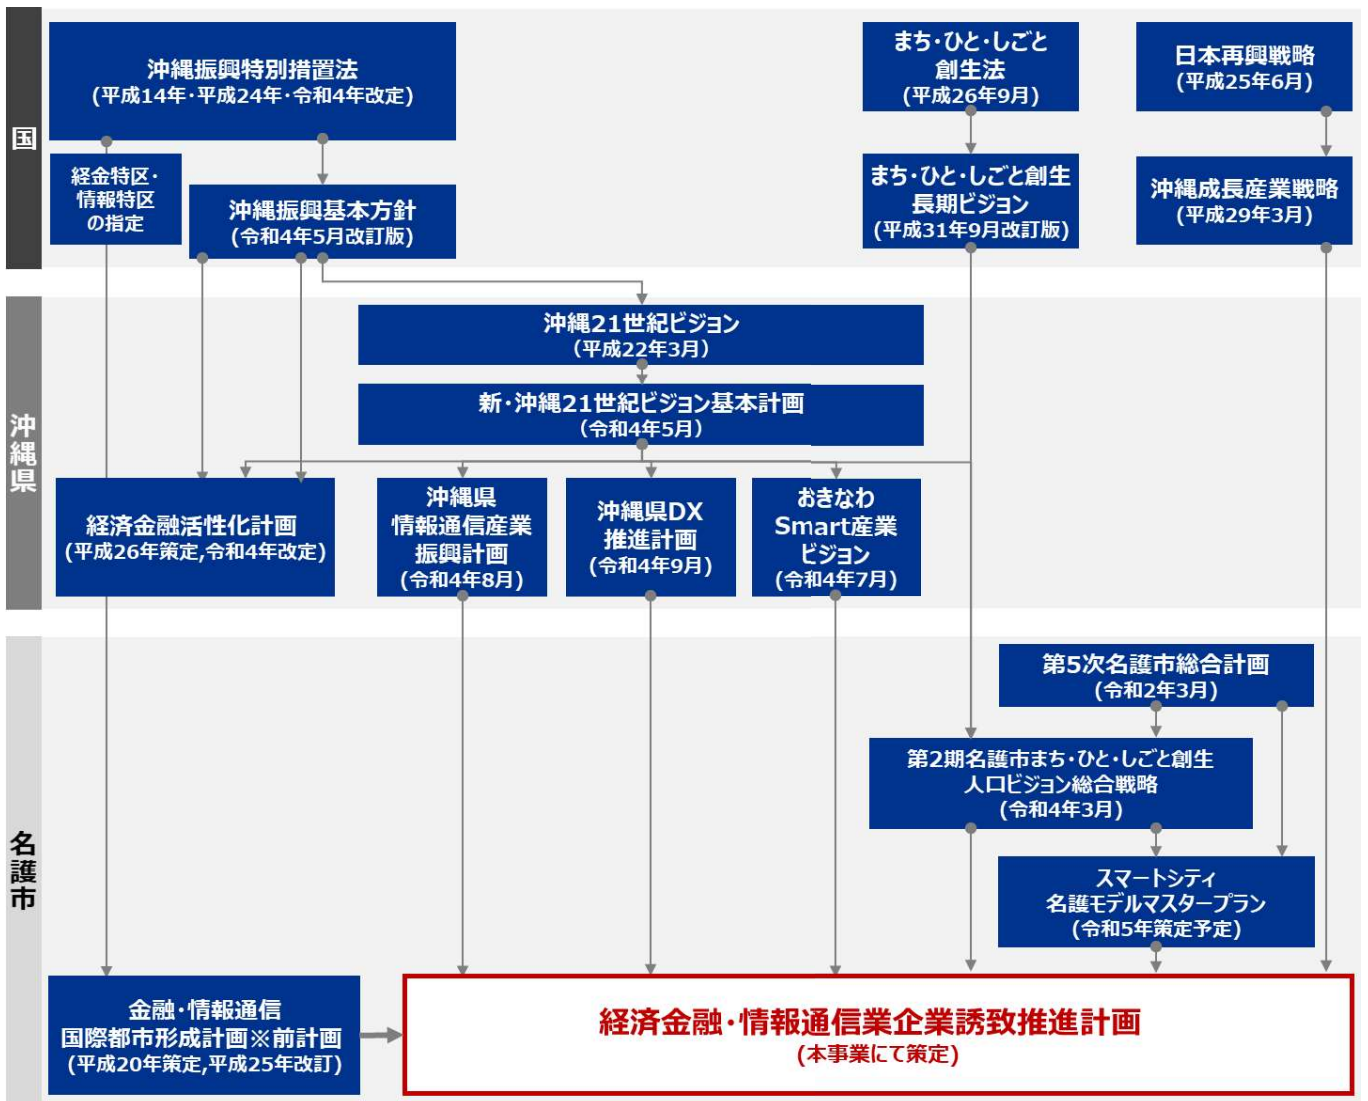 国
沖縄振興特別措置法
(平成14年・平成24年・令和4年改定)
まち・ひと・しごと
創生法
(平成26年9月)
日本再興戦略
(平成25年6月)
経金特区・
情報特区
の指定
沖縄振興基本方針
(令和4年5月改訂版)
まち・ひと・しごと創生
長期ビジョン
(平成31年9月改訂版)
沖縄成長産業戦略
(平成29年3月)
沖縄県
沖縄21世紀ビジョン
(平成22年3月)
新・沖縄21世紀ビジョン基本計画
(令和4年5月)
経済金融活性化計画
(平成26年策定,令和4年改定)
沖縄県
情報通信産業
振興計画
(令和4年8月)
沖縄県DX
推進計画
(令和4年9月)
おきなわ
Smart産業
ビジョン
(令和4年7月)
名護市
第5次名護市総合計画
(令和2年3月)
第2期名護市まち・ひと・しごと創生
人口ビジョン総合戦略
(令和4年3月)
スマートシティ
名護モデルマスタープラン
(令和5年策定予定)
金融・情報通信
国際都市形成計画※前計画
(平成20年策定,平成25年改訂)
経済金融・情報通信業企業誘致推進計画
(本事業にて策定)